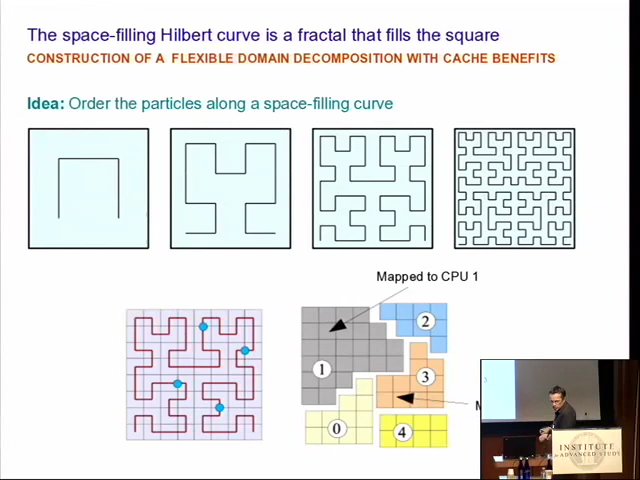 The space-filling Hilbert curve is a fractal that fills the square
CONSTRUCTION OF A FLEXIBLE DOMAIN DECOMPOSITION WITH CACHE BENEFITS
Idea: Order the particles along a space-filling curve
Mapped to CPU 1
2
1
3
M
0
4
INSTITUTE
for ADVANCED STUDY